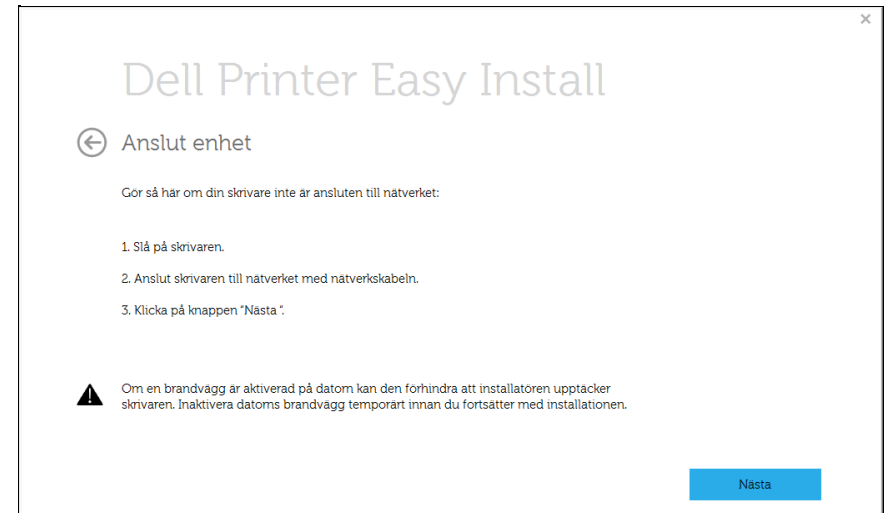 Dell Printer Easy Install
Anslut enhet
Gör så här om din skrivare inte är ansluten till nätverket:
1. Slå på skrivaren.
2. Anslut skrivaren till nätverket med nätverkskabeln.
3. Klicka på knappen "Nästa ".
Om en brandvägg är aktiverad på datorn kan den förhindra att installatören upptäcker
skrivaren. Inaktivera datorns brandvägg temporärt innan du fortsätter med installationen.
Nästa